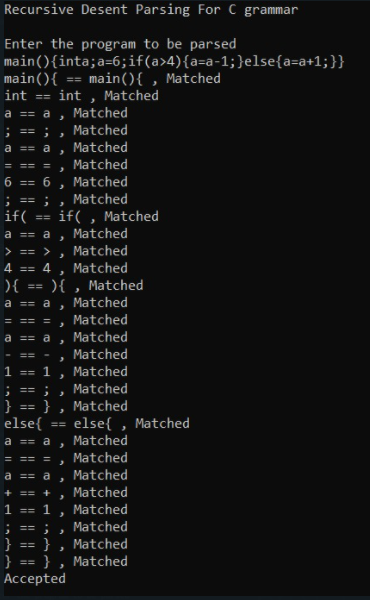 Recursive Desent Parsing For C grammar
Enter the program to be parsed
main(){inta;a=6;if(a>4){a=a-1;}else{a=a+1;}}
main(){ == main(){ , Matched
int == int , Matched
a == a , Matched
; == ; , Matched
a == a , Matched
= == = , Matched
6 == 6 , Matched
; == ; , Matched
if( == if( , Matched
a == a , Matched
> == > , Matched
4 == 4 , Matched
){ == ){ , Matched
a == a , Matched
= == = , Matched
a == a , Matched
- == - , Matched
1 == 1 , Matched
; == ; , Matched
} == } , Matched
else{ == else{ , Matched
a == a , Matched
= == = , Matched
a == a , Matched
+ == + , Matched
1 == 1 , Matched
; == ; , Matched
} == } , Matched
} == } , Matched
Accepted